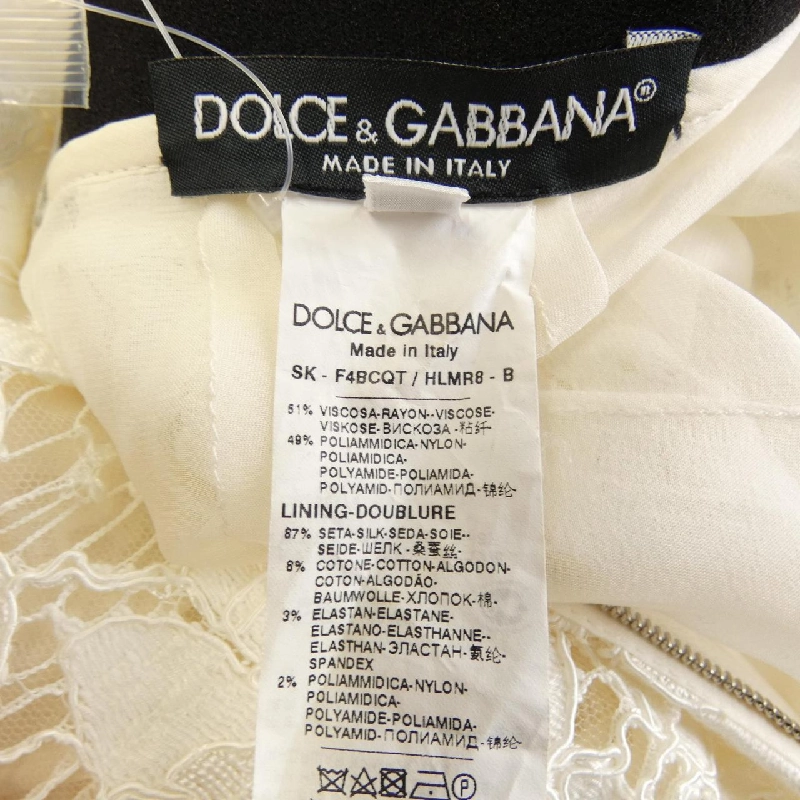 DOLCE & GABBANA®
MADE IN ITALY
DOLCE & GABBANA
Made in Italy
SK - F4BCQT / HLMR8 - B
51% VISCOSA-RAYON--VISCOSE-
VISKOSE-ВИСКОЗА-粘纤-
49% POLIAMMIDICA-NYLON-
POLIAMIDICA-
POLYAMIDE-POLIAMIDA-
POLYAMID-ПОЛИАМИД-锦纶-
LINING-DOUBLURE
87% SETA-SILK-SEDA-SOIE--
SEIDE-ШЕЛК-桑蚕丝-
8% COTONE-COTTON-ALGODON-
COTON-ALGODÃO-
BAUMWOLLE-ХЛОПОК-棉-
3% ELASTAN-ELASTANE-
ELASTANO-ELASTHANNE--
ELASTHAN-ЭЛАСТАН-氨纶-
SPANDEX
2% POLIAMMIDICA-NYLON-
POLIAMIDICA-
POLYAMIDE-POLIAMIDA-
POLYAMID-ПОЛИАМИД-锦纶-
P